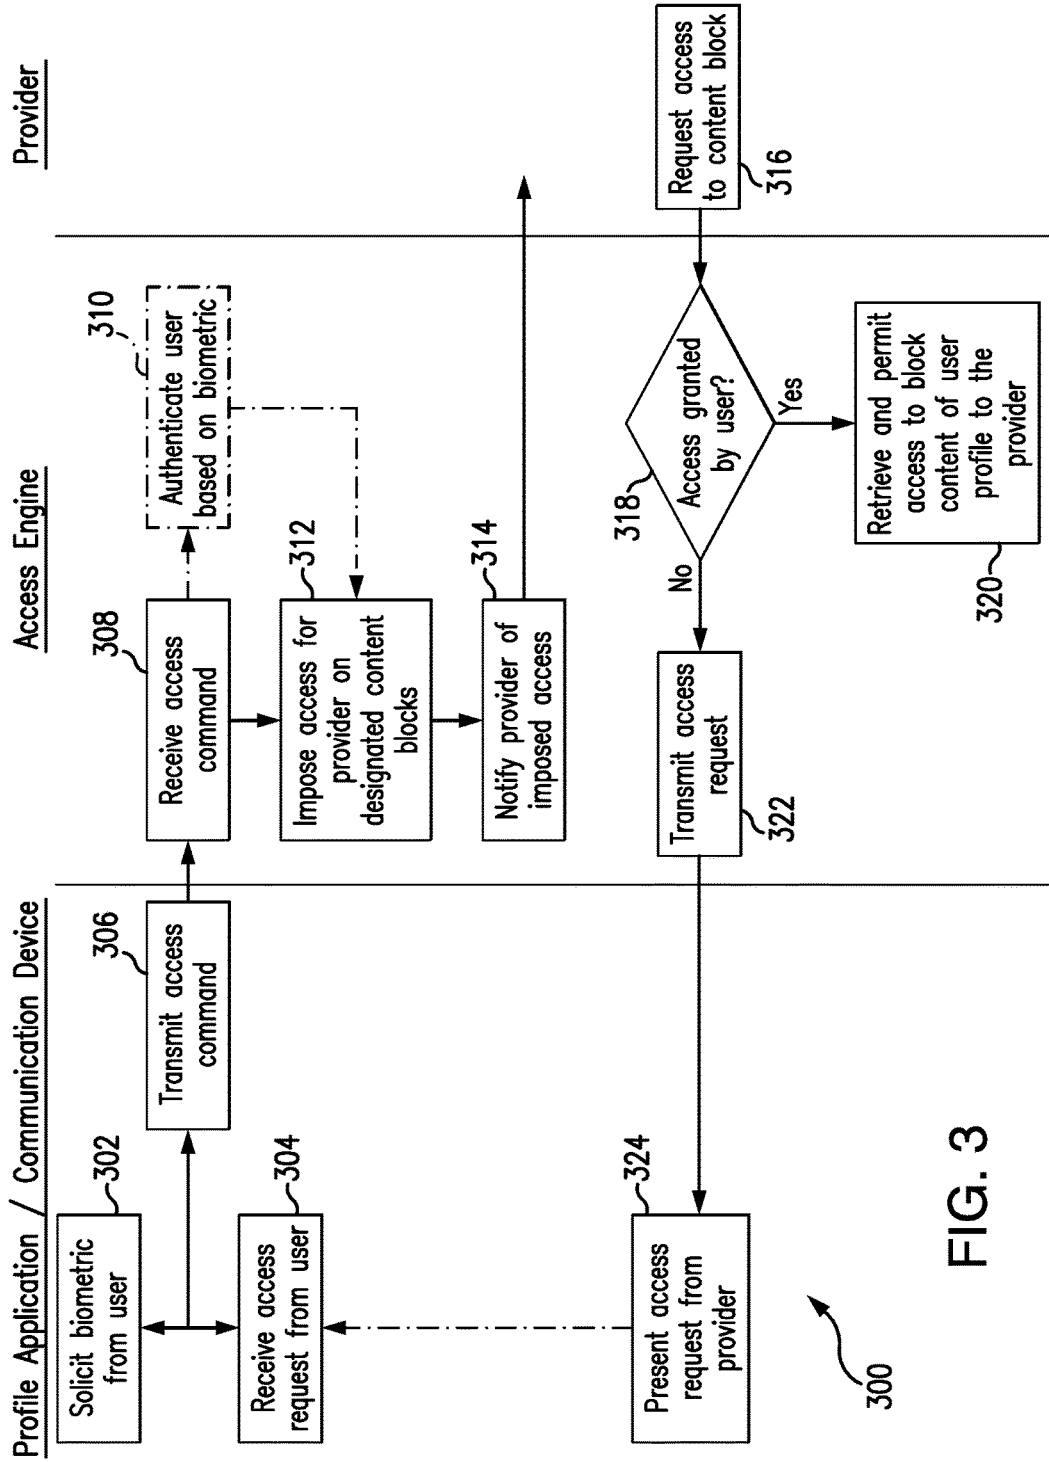 Profile Application / Communication Device
Access Engine
Provider
302
Solicit biometric
from user
304
Receive access
request from user
306
Transmit access
command
308
Receive access
command
310
Authenticate user
based on biometric
312
Impose access for
provider on
designated content
blocks
314
Notify provider of
imposed access
Request access
to content block
316
318
Access granted
by user?
Yes
No
Retrieve and permit
access to block
content of user
profile to the
provider
320
Transmit access
request
322
324
Present access
request from
provider
300
FIG. 3